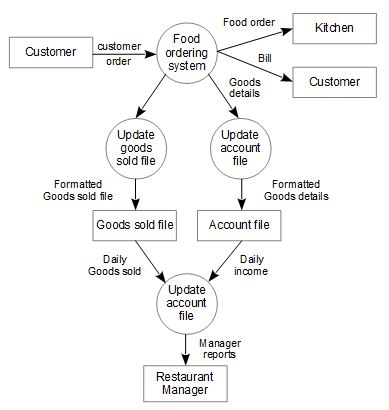 Food order
Kitchen
Customer
customer
order
Food
ordering
system
Bill
Customer
Goods
details
Update
goods
sold file
Update
account
file
Formatted
Goods sold file
Formatted
Goods details
Goods sold file
Account file
Daily
Goods sold
Daily
income
Update
account
file
Manager
reports
Restaurant
Manager